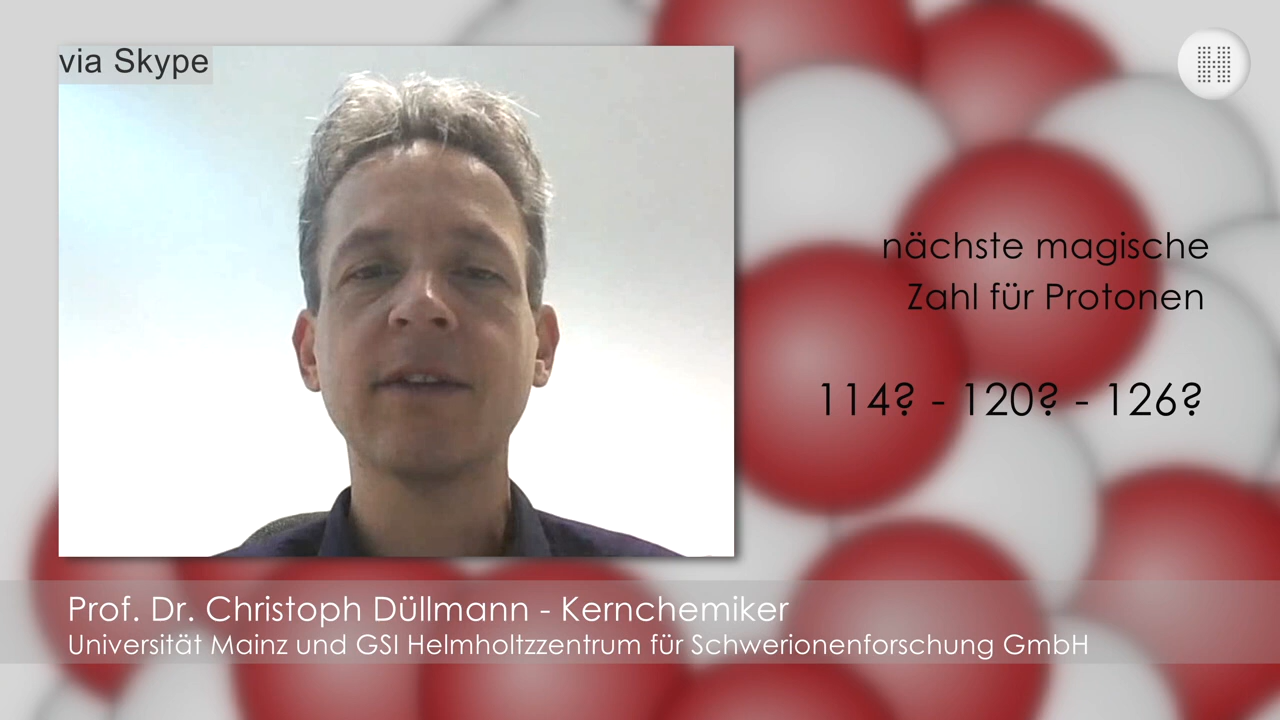 via Skype
H
nächste magische
Zahl für Protonen
114? - 120? - 126?
Prof. Dr. Christoph Düllmann - Kernchemiker
Universität Mainz und GSI Helmholtzzentrum für Schwerionenforschung GmbH